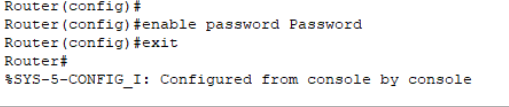 Router(config)#
Router(config)#enable password Password
Router(config)#exit
Router#
%SYS-5-CONFIG_I: Configured from console by console